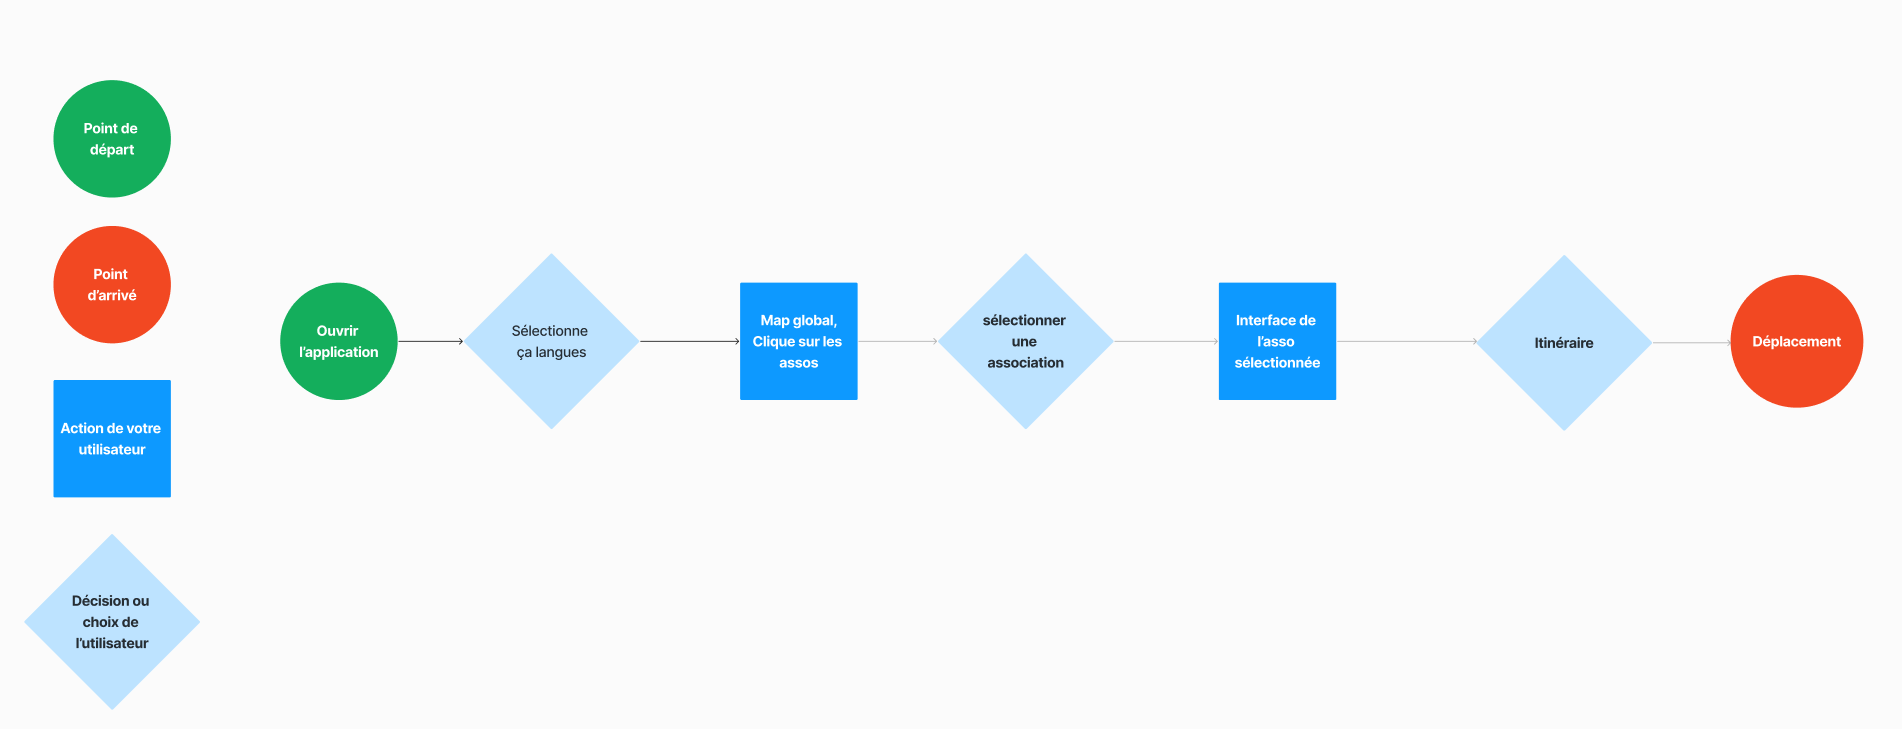 Point de
départ
Point
d'arrivé
Action de votre
utilisateur
Décision ou
choix de
l'utilisateur
Ouvrir
l'application
Sélectionne
ça langues
Map global,
Clique sur les
assos
sélectionner
une
association
Interface de
l'asso
sélectionnée
Itinéraire
Déplacement